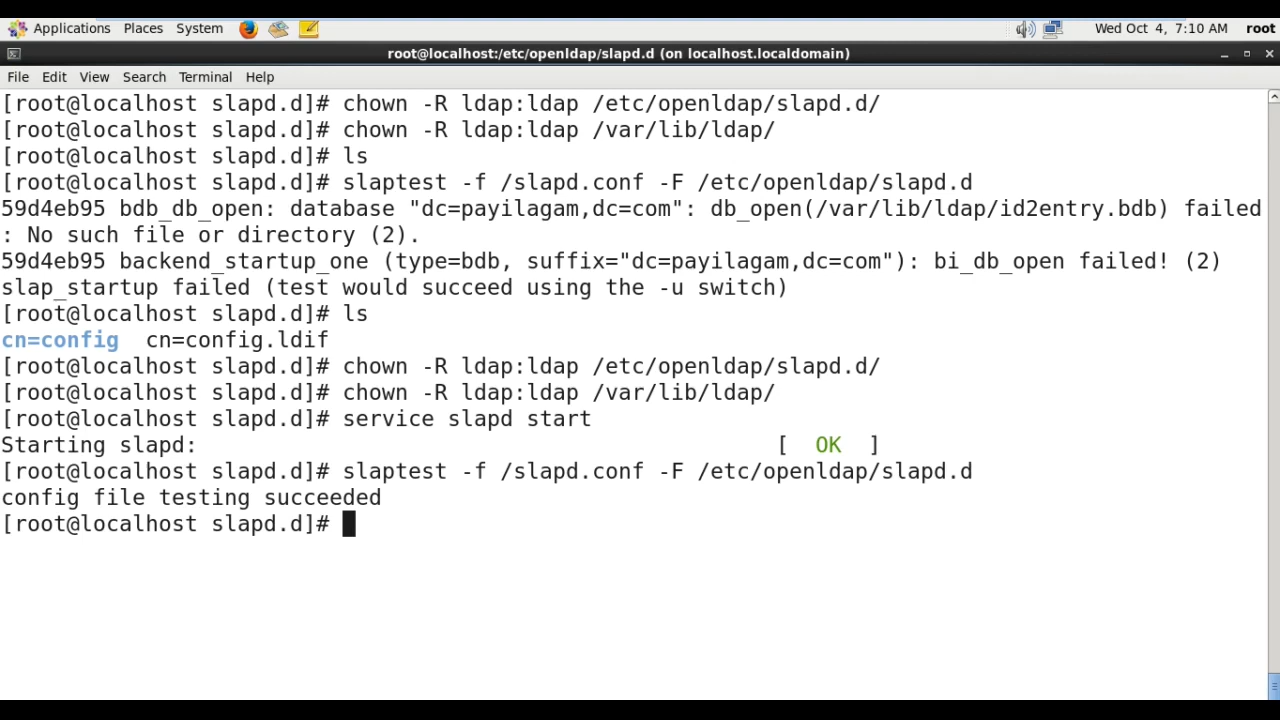 Applications Places System Wed Oct 4, 7:10 AM root
root@localhost:/etc/openldap/slapd.d (on localhost.localdomain)
File Edit View Search Terminal Help
[root@localhost slapd.d]# chown -R ldap:ldap /etc/openldap/slapd.d/
[root@localhost slapd.d]# chown -R ldap:ldap /var/lib/ldap/
[root@localhost slapd.d]# ls
[root@localhost slapd.d]# slaptest -f /slapd.conf -F /etc/openldap/slapd.d
59d4eb95 bdb_db_open: database "dc=payilagam,dc=com": db_open(/var/lib/ldap/id2entry.bdb) failed
: No such file or directory (2).
59d4eb95 backend_startup_one (type=bdb, suffix="dc=payilagam,dc=com"): bi_db_open failed! (2)
slap_startup failed (test would succeed using the -u switch)
[root@localhost slapd.d]# ls
cn=config cn=config.ldif
[root@localhost slapd.d]# chown -R ldap:ldap /etc/openldap/slapd.d/
[root@localhost slapd.d]# chown -R ldap:ldap /var/lib/ldap/
[root@localhost slapd.d]# service slapd start
Starting slapd: [ OK ]
[root@localhost slapd.d]# slaptest -f /slapd.conf -F /etc/openldap/slapd.d
config file testing succeeded
[root@localhost slapd.d]#